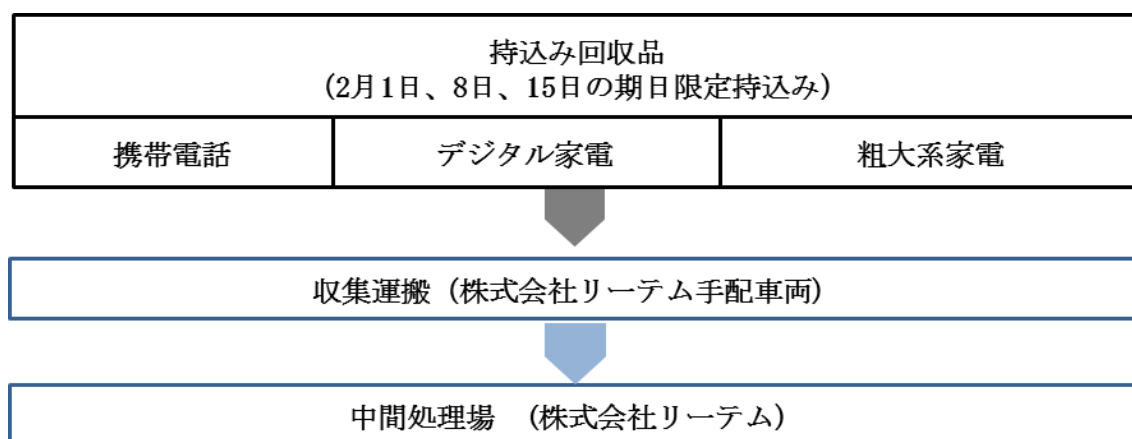 持込み回収品
(2月1日、8日、15日の期日限定持込み)
携帯電話
デジタル家電
粗大系家電
収集運搬 (株式会社リーテム手配車両)
中間処理場 (株式会社リーテム)